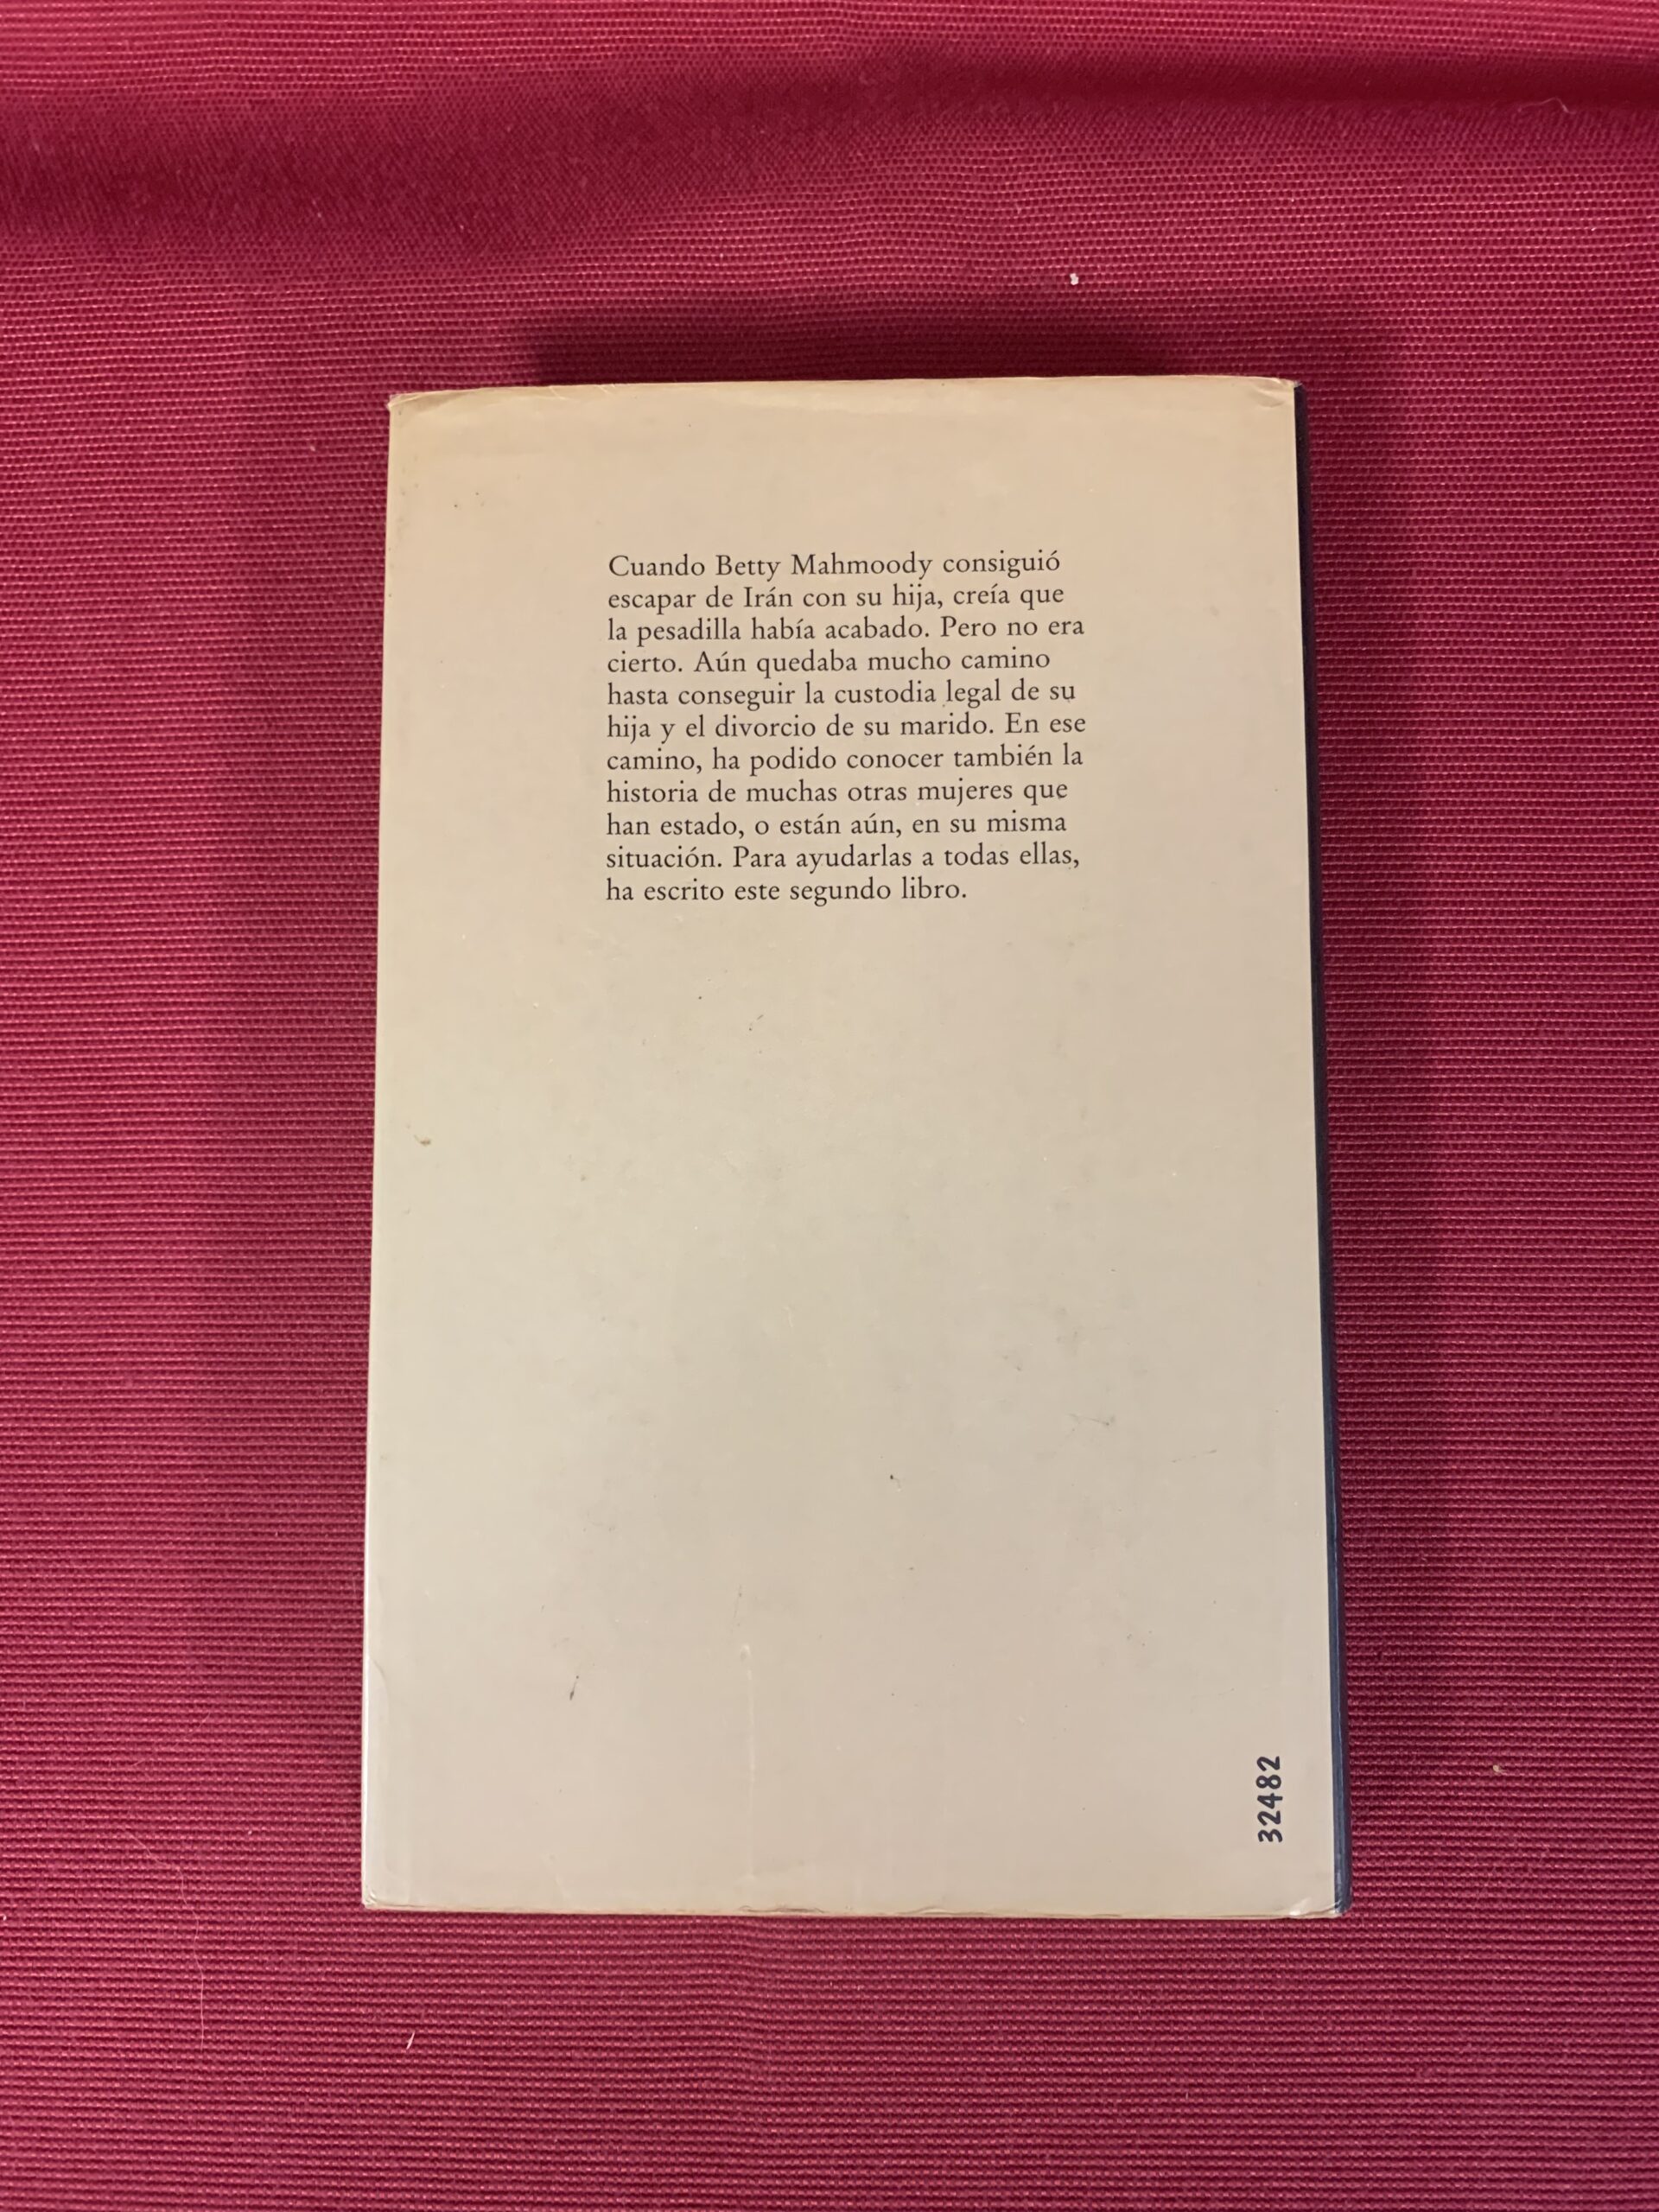 Cuando Betty Mahmoody consiguió
escapar de Irán con su hija, creía que
la pesadilla había acabado. Pero no era
cierto. Aún quedaba mucho camino
hasta conseguir la custodia legal de su
hija y el divorcio de su marido. En ese
camino, ha podido conocer también la
historia de muchas otras mujeres que
han estado, o están aún, en su misma
situación. Para ayudarlas a todas ellas,
ha escrito este segundo libro.
32482